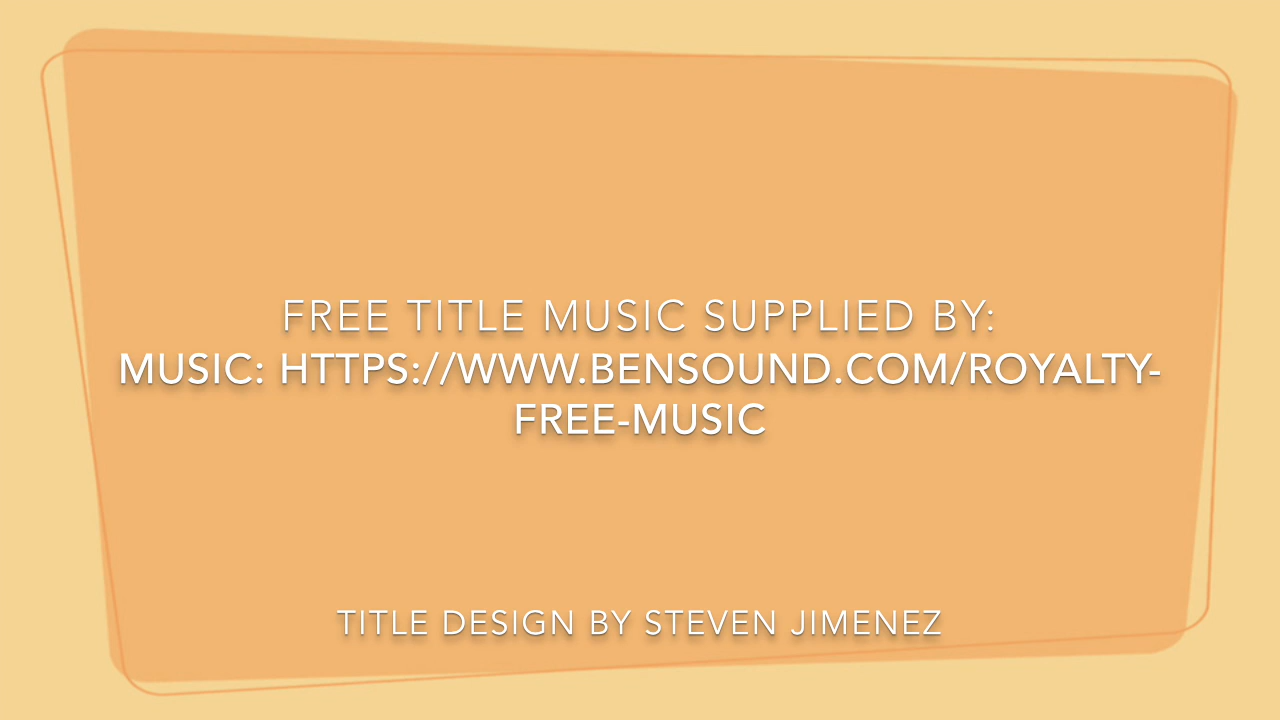 FREE TITLE MUSIC SUPPLIED BY:
MUSIC: HTTPS://WWW.BENSOUND.COM/ROYALTY-
FREE-MUSIC
TITLE DESIGN BY STEVEN JIMENEZ